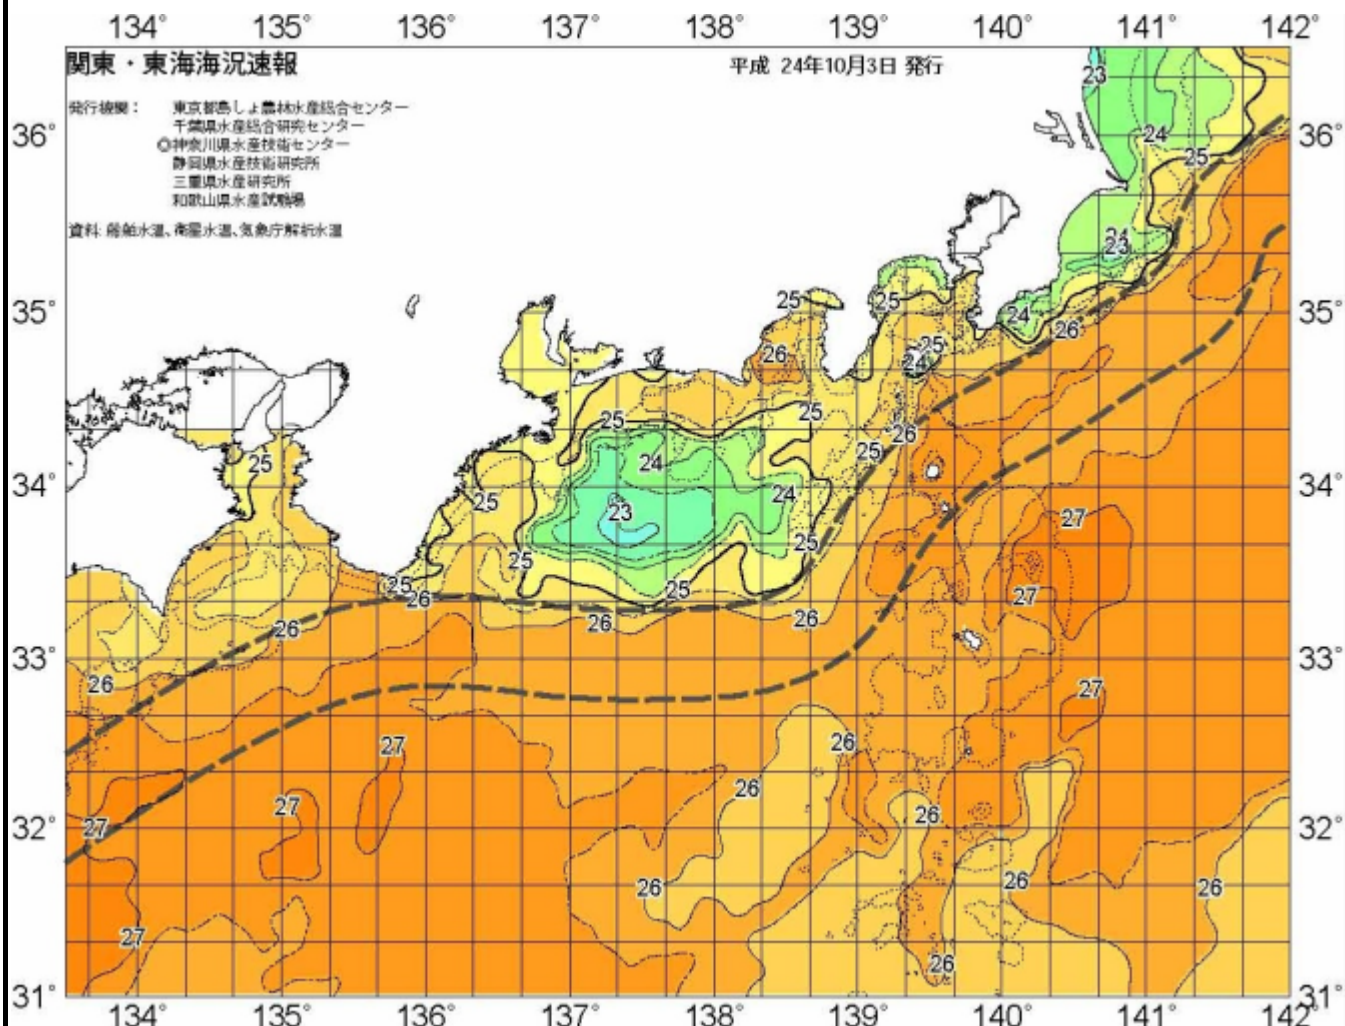 134° 135° 136° 137° 138° 139° 140° 141° 142°
関東・東海海況速報
平成 24年10月3日 発行
発行機関： 東京都島しょ農林水産総合センター
千葉県水産総合研究センター
◎神奈川県水産技術センター
静岡県水産技術研究所
三重県水産研究所
和歌山県水産試験場
資料: 船舶水温、衛星水温、気象庁解析水温
23
36° 24 36°
25
24
23
35° 25 25 24 35°
26
26 25
24
25 25
26
25 24 25
34° 25 24 34°
23 27
25 25
25 25 27
26 26 26
26
33° 33°
26 27
27 26
26
27 26
32° 27 32°
26 26 26
27
26
31° 31°
134° 135° 136° 137° 138° 139° 140° 141° 142°